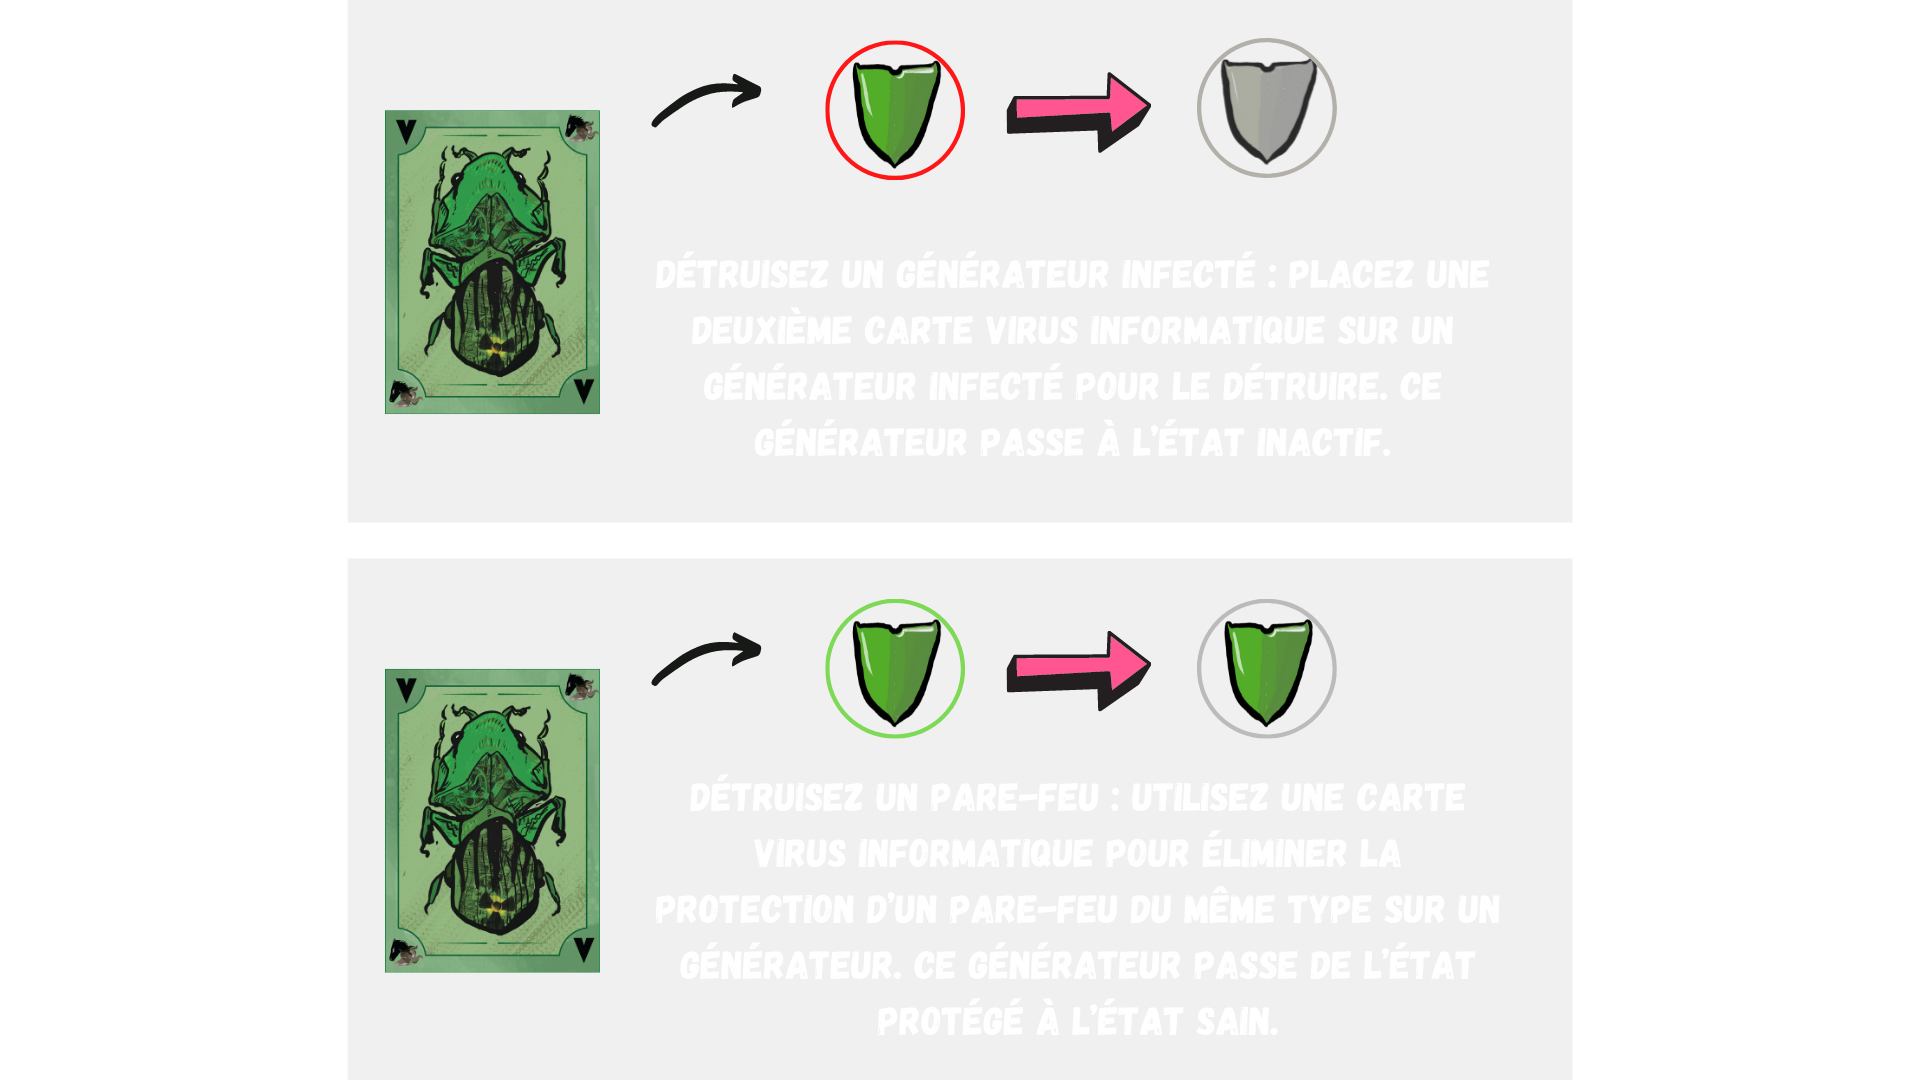 V
V
DÉTRUISEZ UN GÉNÉRATEUR INFECTÉ : PLACEZ UNE
DEUXIÈME CARTE VIRUS INFORMATIQUE SUR UN
GÉNÉRATEUR INFECTÉ POUR LE DÉTRUIRE. CE
GÉNÉRATEUR PASSE À L'ÉTAT INACTIF.
V
V
DÉTRUISEZ UN PARE-FEU : UTILISEZ UNE CARTE
VIRUS INFORMATIQUE POUR ÉLIMINER LA
PROTECTION D'UN PARE-FEU DU MÊME TYPE SUR UN
GÉNÉRATEUR. CE GÉNÉRATEUR PASSE DE L'ÉTAT
PROTÉGÉ À L'ÉTAT SAIN.